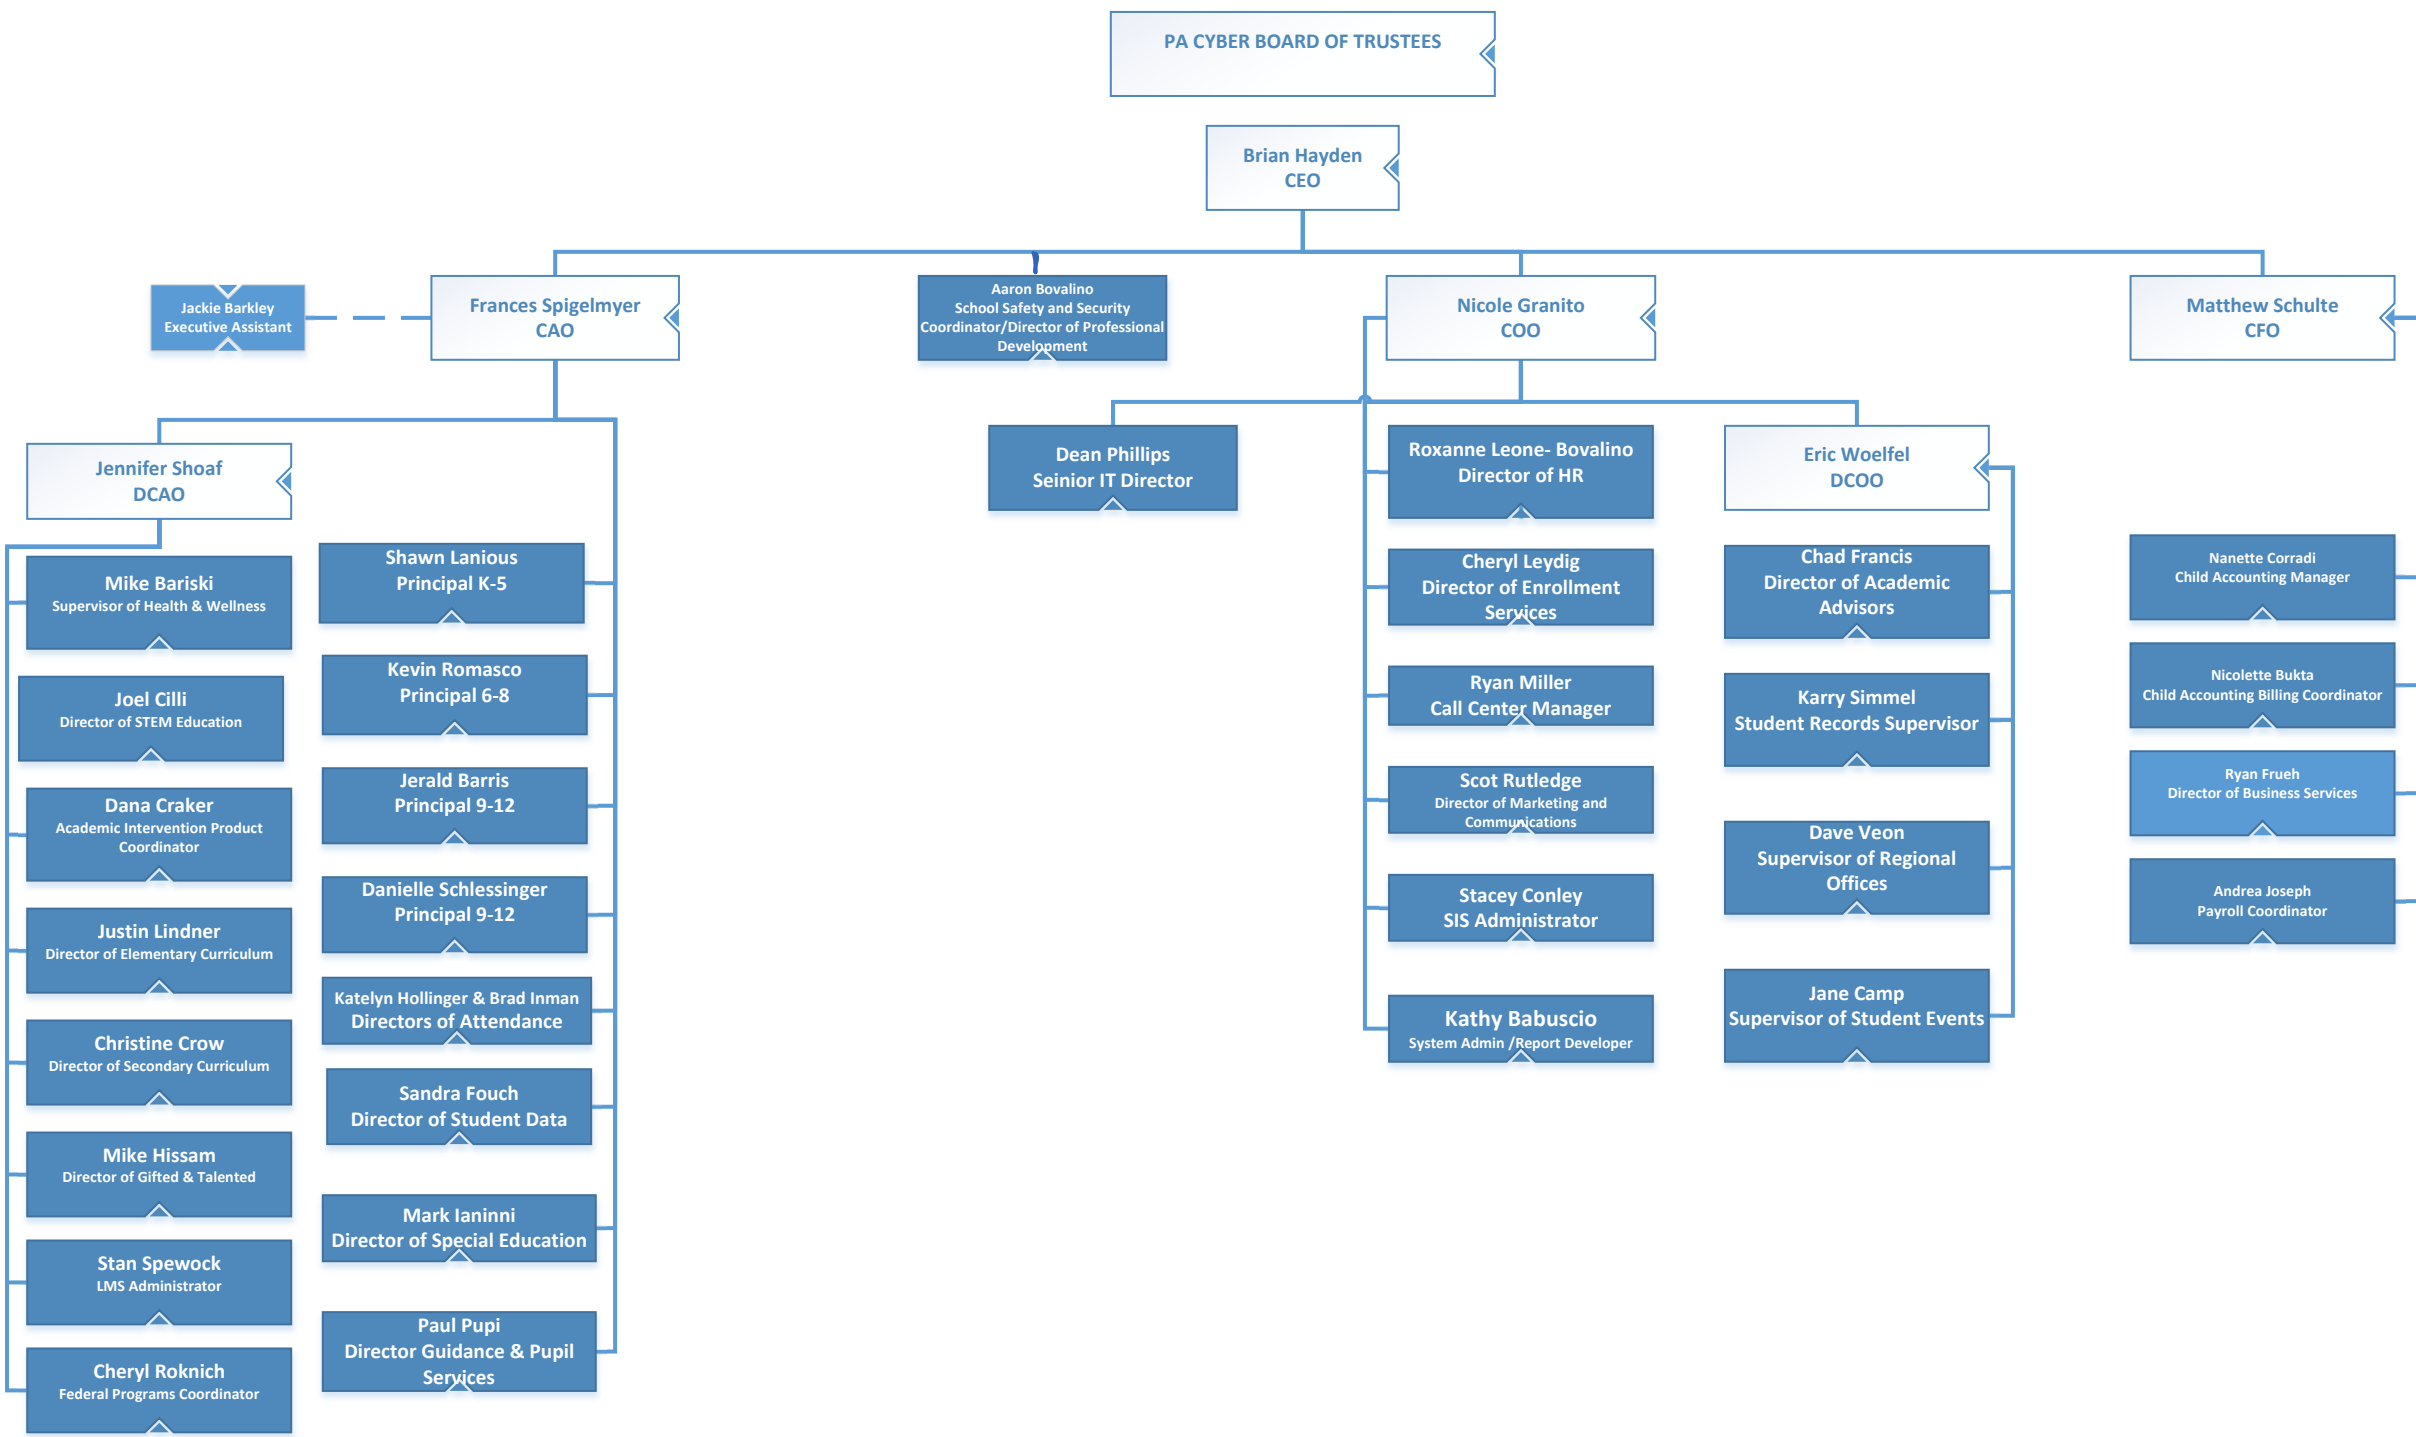 PA CYBER BOARD OF TRUSTEES
Brian Hayden
CEO
Jackie Barkley
Executive Assistant
Frances Spigelmyer
CAO
Aaron Bovalino
School Safety and Security
Coordinator/Director of Professional
Development
Nicole Granito
COO
Matthew Schulte
CFO
Jennifer Shoaf
DCAO
Mike Bariski
Supervisor of Health & Wellness
Joel Cilli
Director of STEM Education
Dana Craker
Academic Intervention Product
Coordinator
Justin Lindner
Director of Elementary Curriculum
Christine Crow
Director of Secondary Curriculum
Mike Hissam
Director of Gifted & Talented
Stan Spewock
LMS Administrator
Cheryl Roknich
Federal Programs Coordinator
Shawn Lanious
Principal K-5
Kevin Romasco
Principal 6-8
Jerald Barris
Principal 9-12
Danielle Schlessinger
Principal 9-12
Katelyn Hollinger & Brad Inman
Directors of Attendance
Sandra Fouch
Director of Student Data
Mark Ianinni
Director of Special Education
Paul Pupi
Director Guidance & Pupil
Services
Dean Phillips
Seinior IT Director
Roxanne Leone- Bovalino
Director of HR
Cheryl Leydig
Director of Enrollment
Services
Ryan Miller
Call Center Manager
Scot Rutledge
Director of Marketing and
Communications
Stacey Conley
SIS Administrator
Kathy Babuscio
System Admin /Report Developer
Eric Woelfel
DCOO
Chad Francis
Director of Academic
Advisors
Karry Simmel
Student Records Supervisor
Dave Veon
Supervisor of Regional
Offices
Jane Camp
Supervisor of Student Events
Nanette Corradi
Child Accounting Manager
Nicolette Bukta
Child Accounting Billing Coordinator
Ryan Frueh
Director of Business Services
Andrea Joseph
Payroll Coordinator